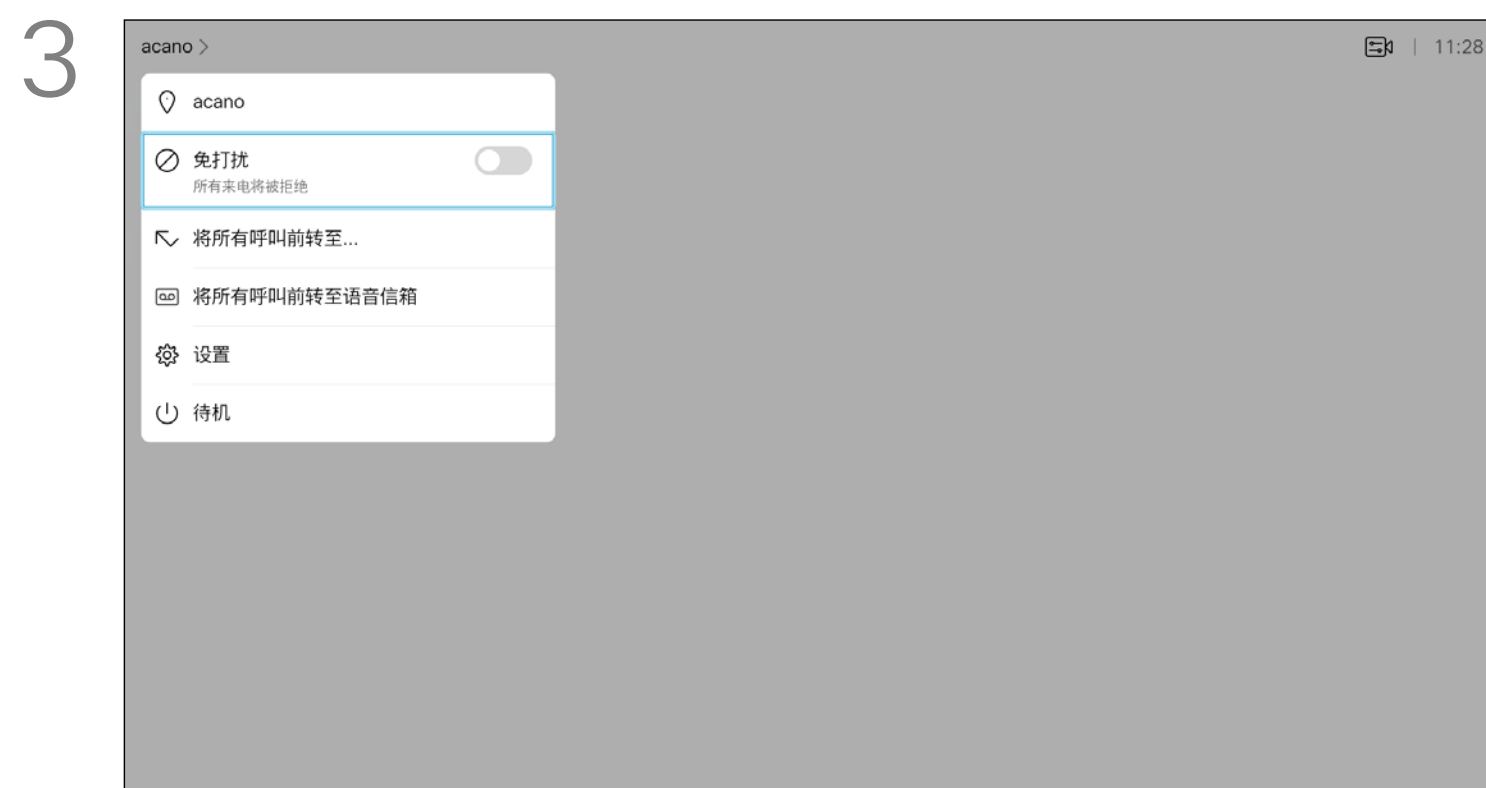 3
acano >
11:28
acano
免打扰
所有来电将被拒绝
将所有呼叫前转至...
将所有呼叫前转至语音信箱
设置
待机